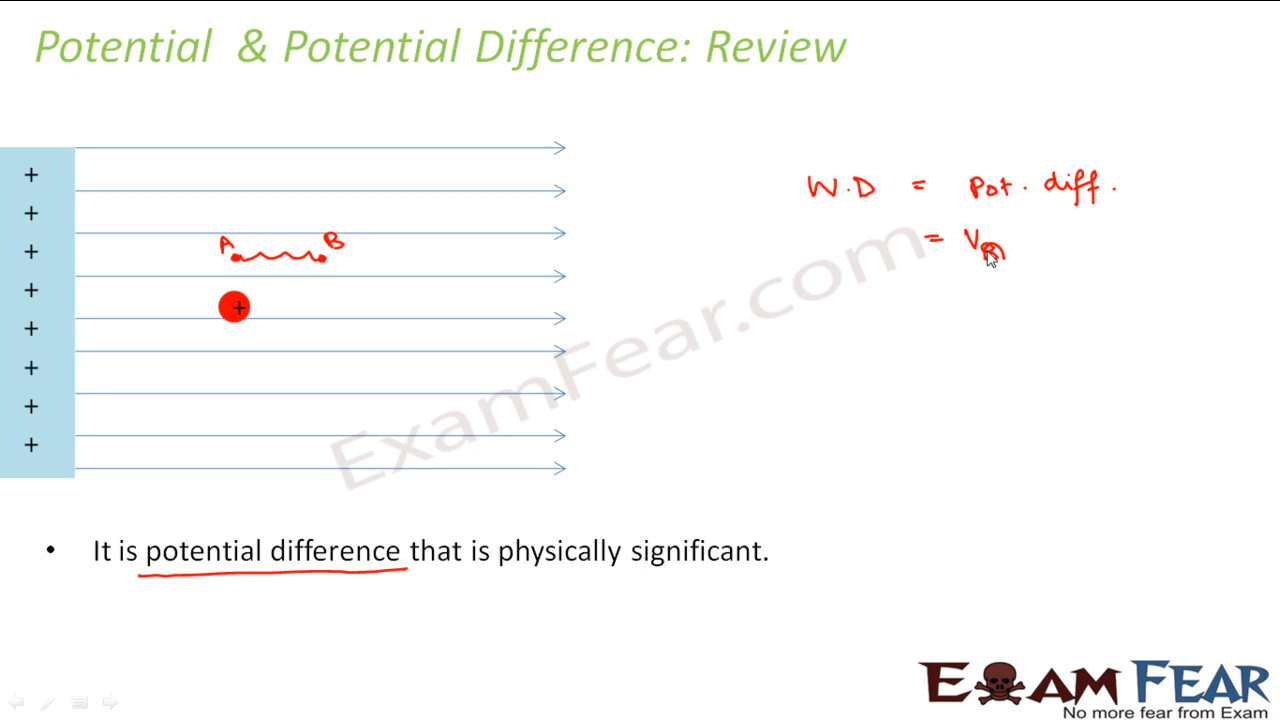 Potential & Potential Difference: Review
+
+
+
+
+
+
+
+
A B
+
W.D = Pot. diff.
= V
ExamFear.com
• It is potential difference that is physically significant.
EXAM FEAR
No more fear from Exam